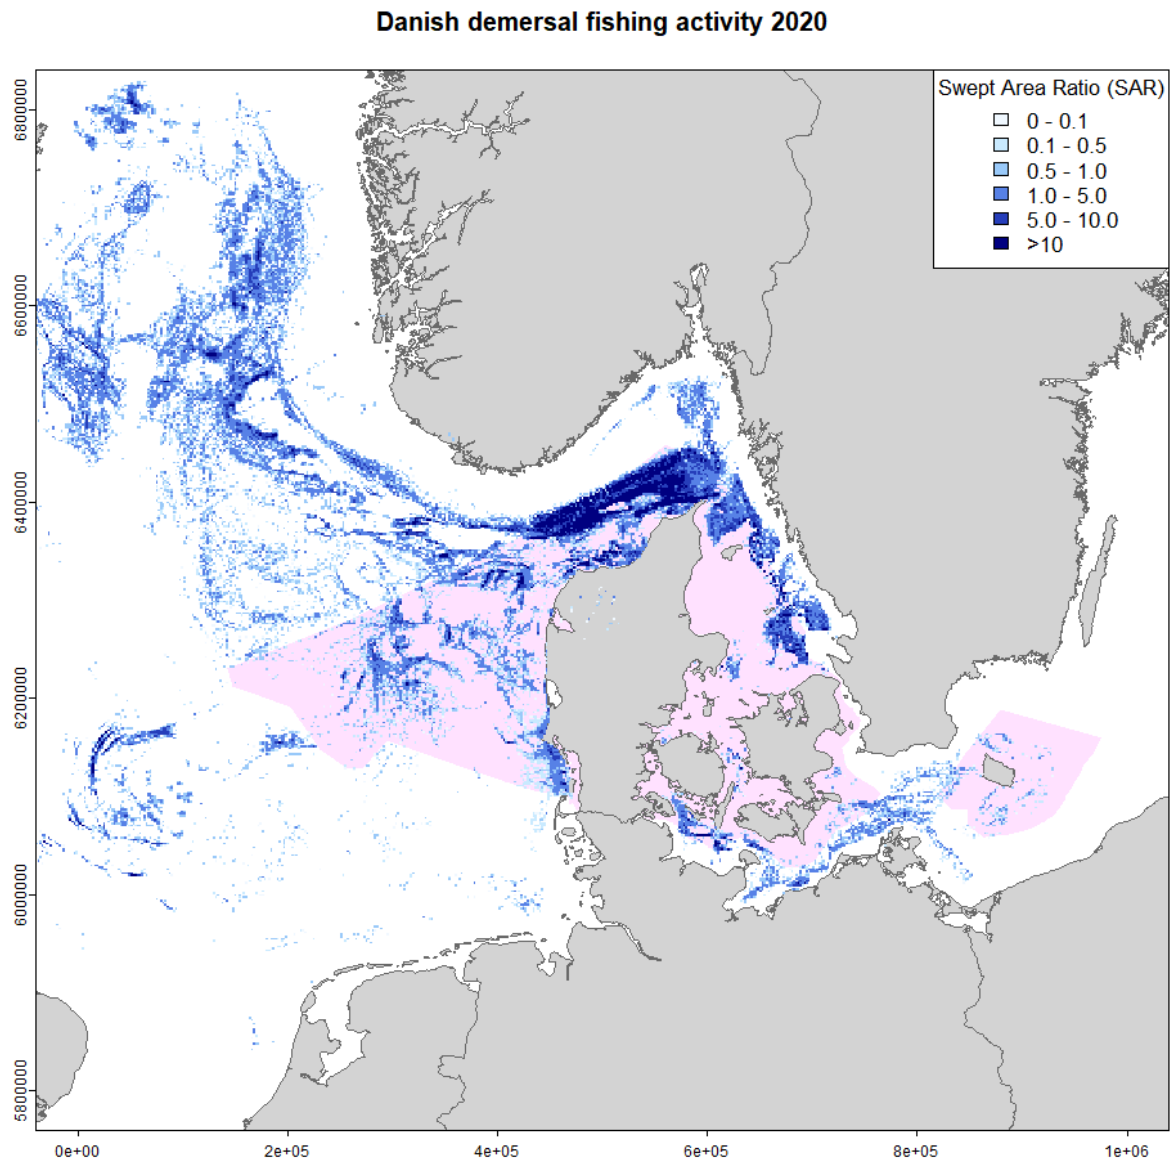 Danish demersal fishing activity 2020
Swept Area Ratio (SAR)
0 - 0.1
0.1 - 0.5
0.5 - 1.0
1.0 - 5.0
5.0 - 10.0
>10
6800000
6600000
6400000
6200000
6000000
5800000
0e+00
2e+05
4e+05
6e+05
8e+05
1e+06